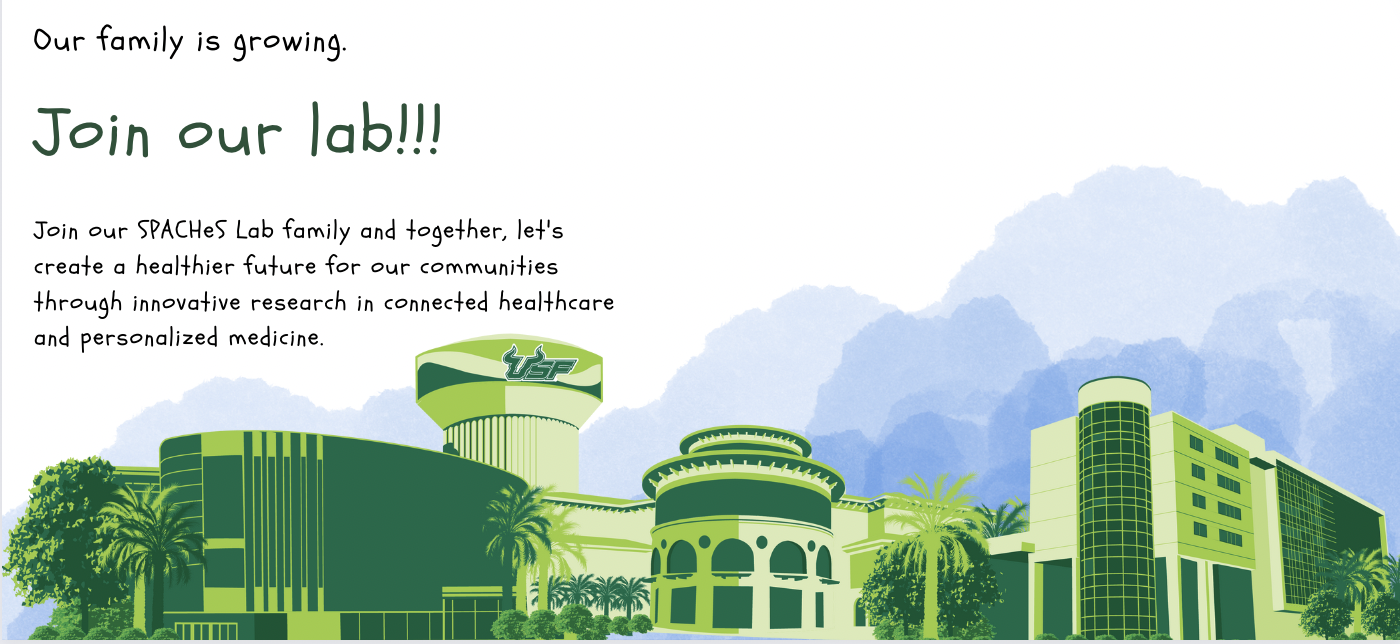 Our family is growing.
Join our lab!!!
Join our SPACHeS Lab family and together, let's
create a healthier future for our communities
through innovative research in connected healthcare
and personalized medicine.
USF